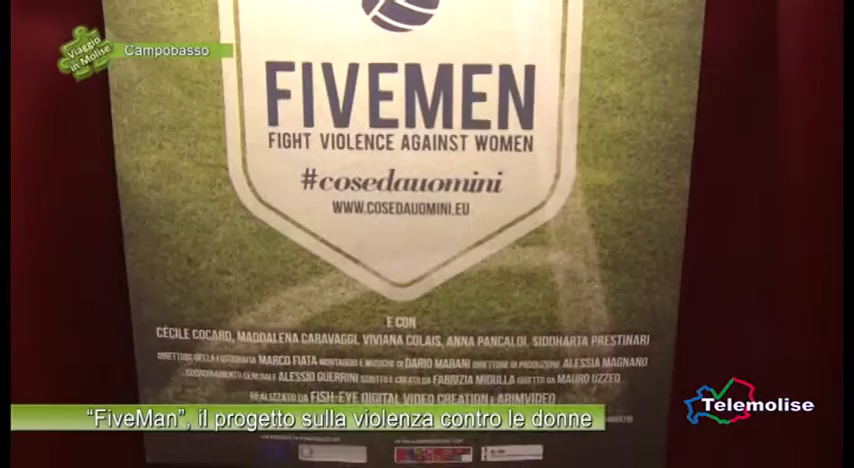 Viaggio
in Molise
Campobasso
FIVEMEN
FIGHT VIOLENCE AGAINST WOMEN
#cosedauomini
WWW.COSEDAUOMINI.EU
E CON
CÉCILE COCARD, MADDALENA CARAVAGGI, VIVIANA COLAIS, ANNA PANCALDI, SIDDHARTA PRESTINARI
DIRETTORE DELLA FOTOGRAFIA MARCO FIATA MONTAGGIO E MUSICHE DI DARIO MARANI DIRETTORE DI PRODUZIONE ALESSIA MAGNANO
COORDINAMENTO GENERALE ALESSIO GUERRINI SCRITTO E CREATO DA FABRIZIA MIDULLA DIRETTO DA MAURO UZZEO
REALIZZATO DA FISH-EYE DIGITAL VIDEO CREATION E ARIMVIDEO
"FiveMan", il progetto sulla violenza contro le donne
Telemolise